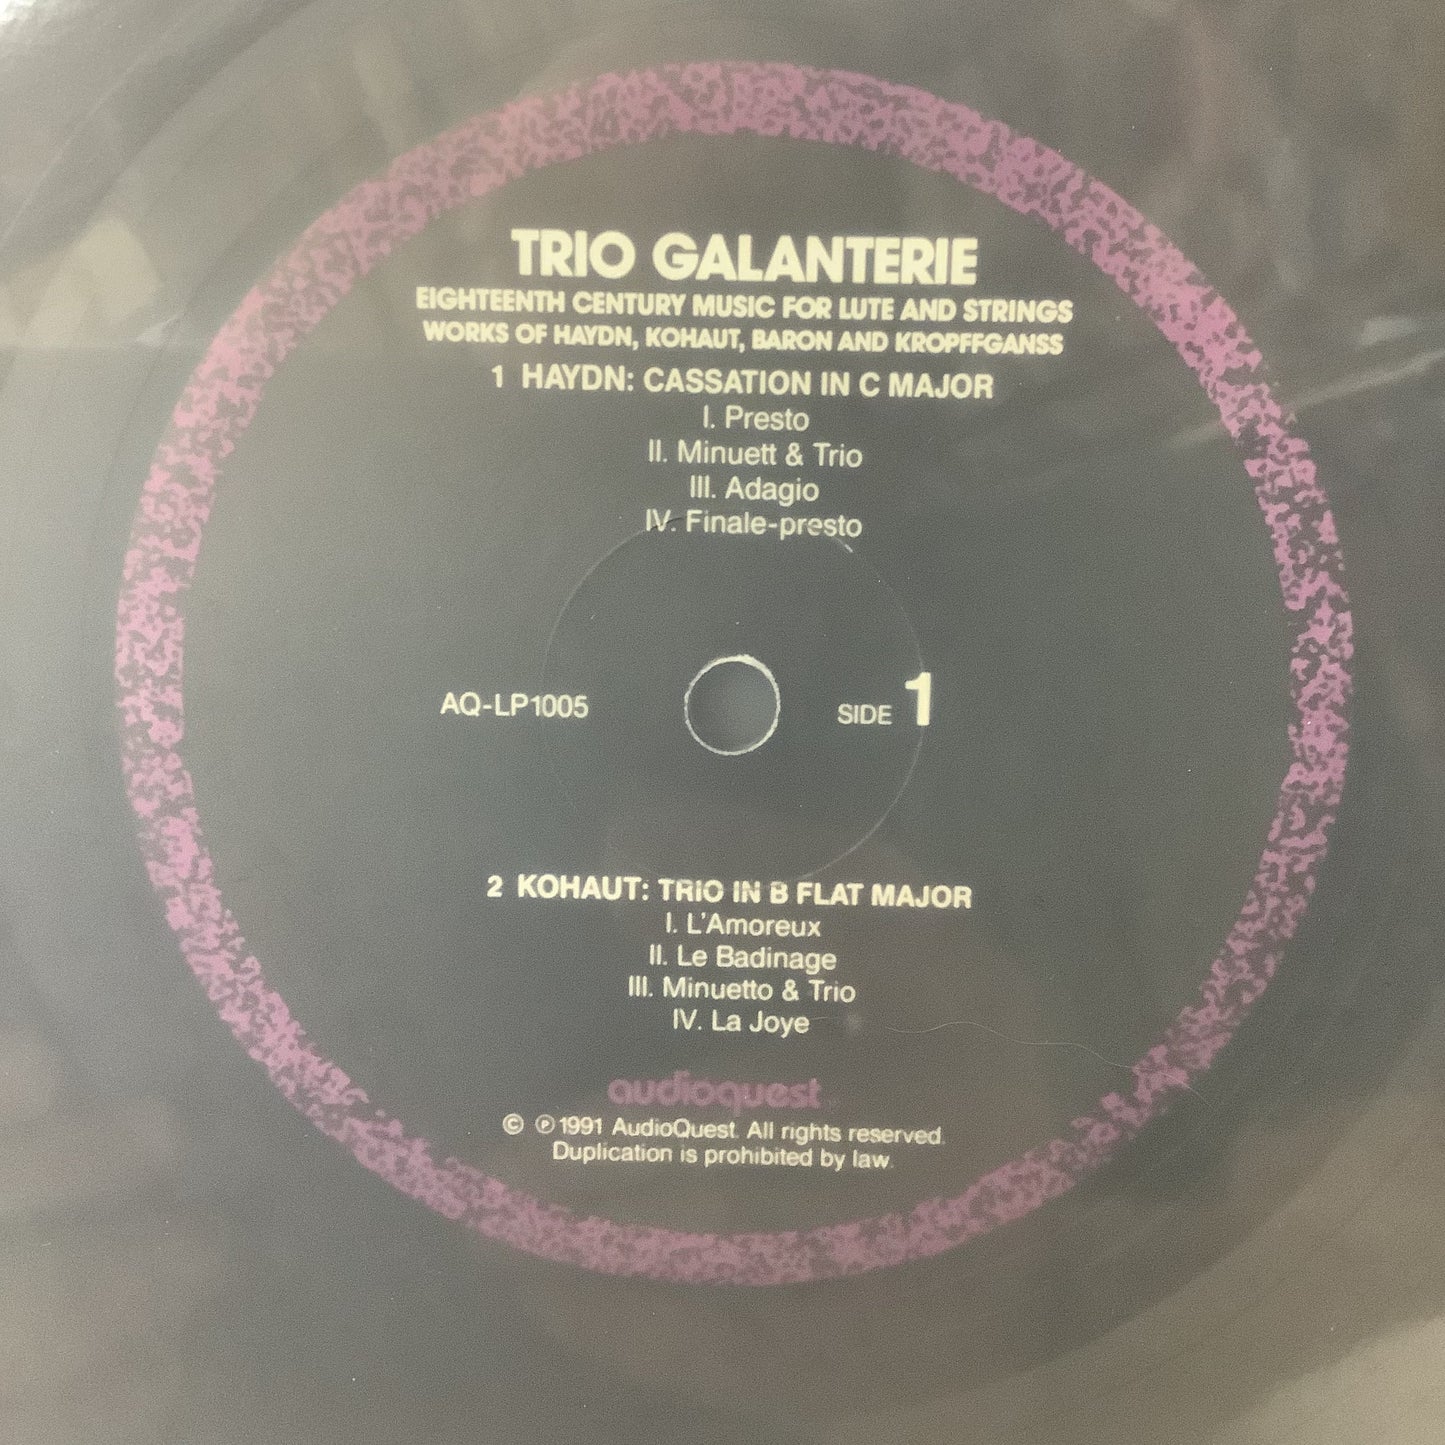 TRIO GALANTERIE
EIGHTEENTH CENTURY MUSIC FOR LUTE AND STRINGS
WORKS OF HAYDN, KOHAUT, BARON AND KROPFFGANSS
1 HAYDN: CASSATION IN C MAJOR
I. Presto
II. Minuett & Trio
III. Adagio
IV. Finale-presto
AQ-LP1005
SIDE 1
2 KOHAUT: TRIO IN B FLAT MAJOR
I. L'Amoreux
II. Le Badinage
III. Minuetto & Trio
IV. La Joye
audioquest
© ℗ 1991 AudioQuest. All rights reserved.
Duplication is prohibited by law.